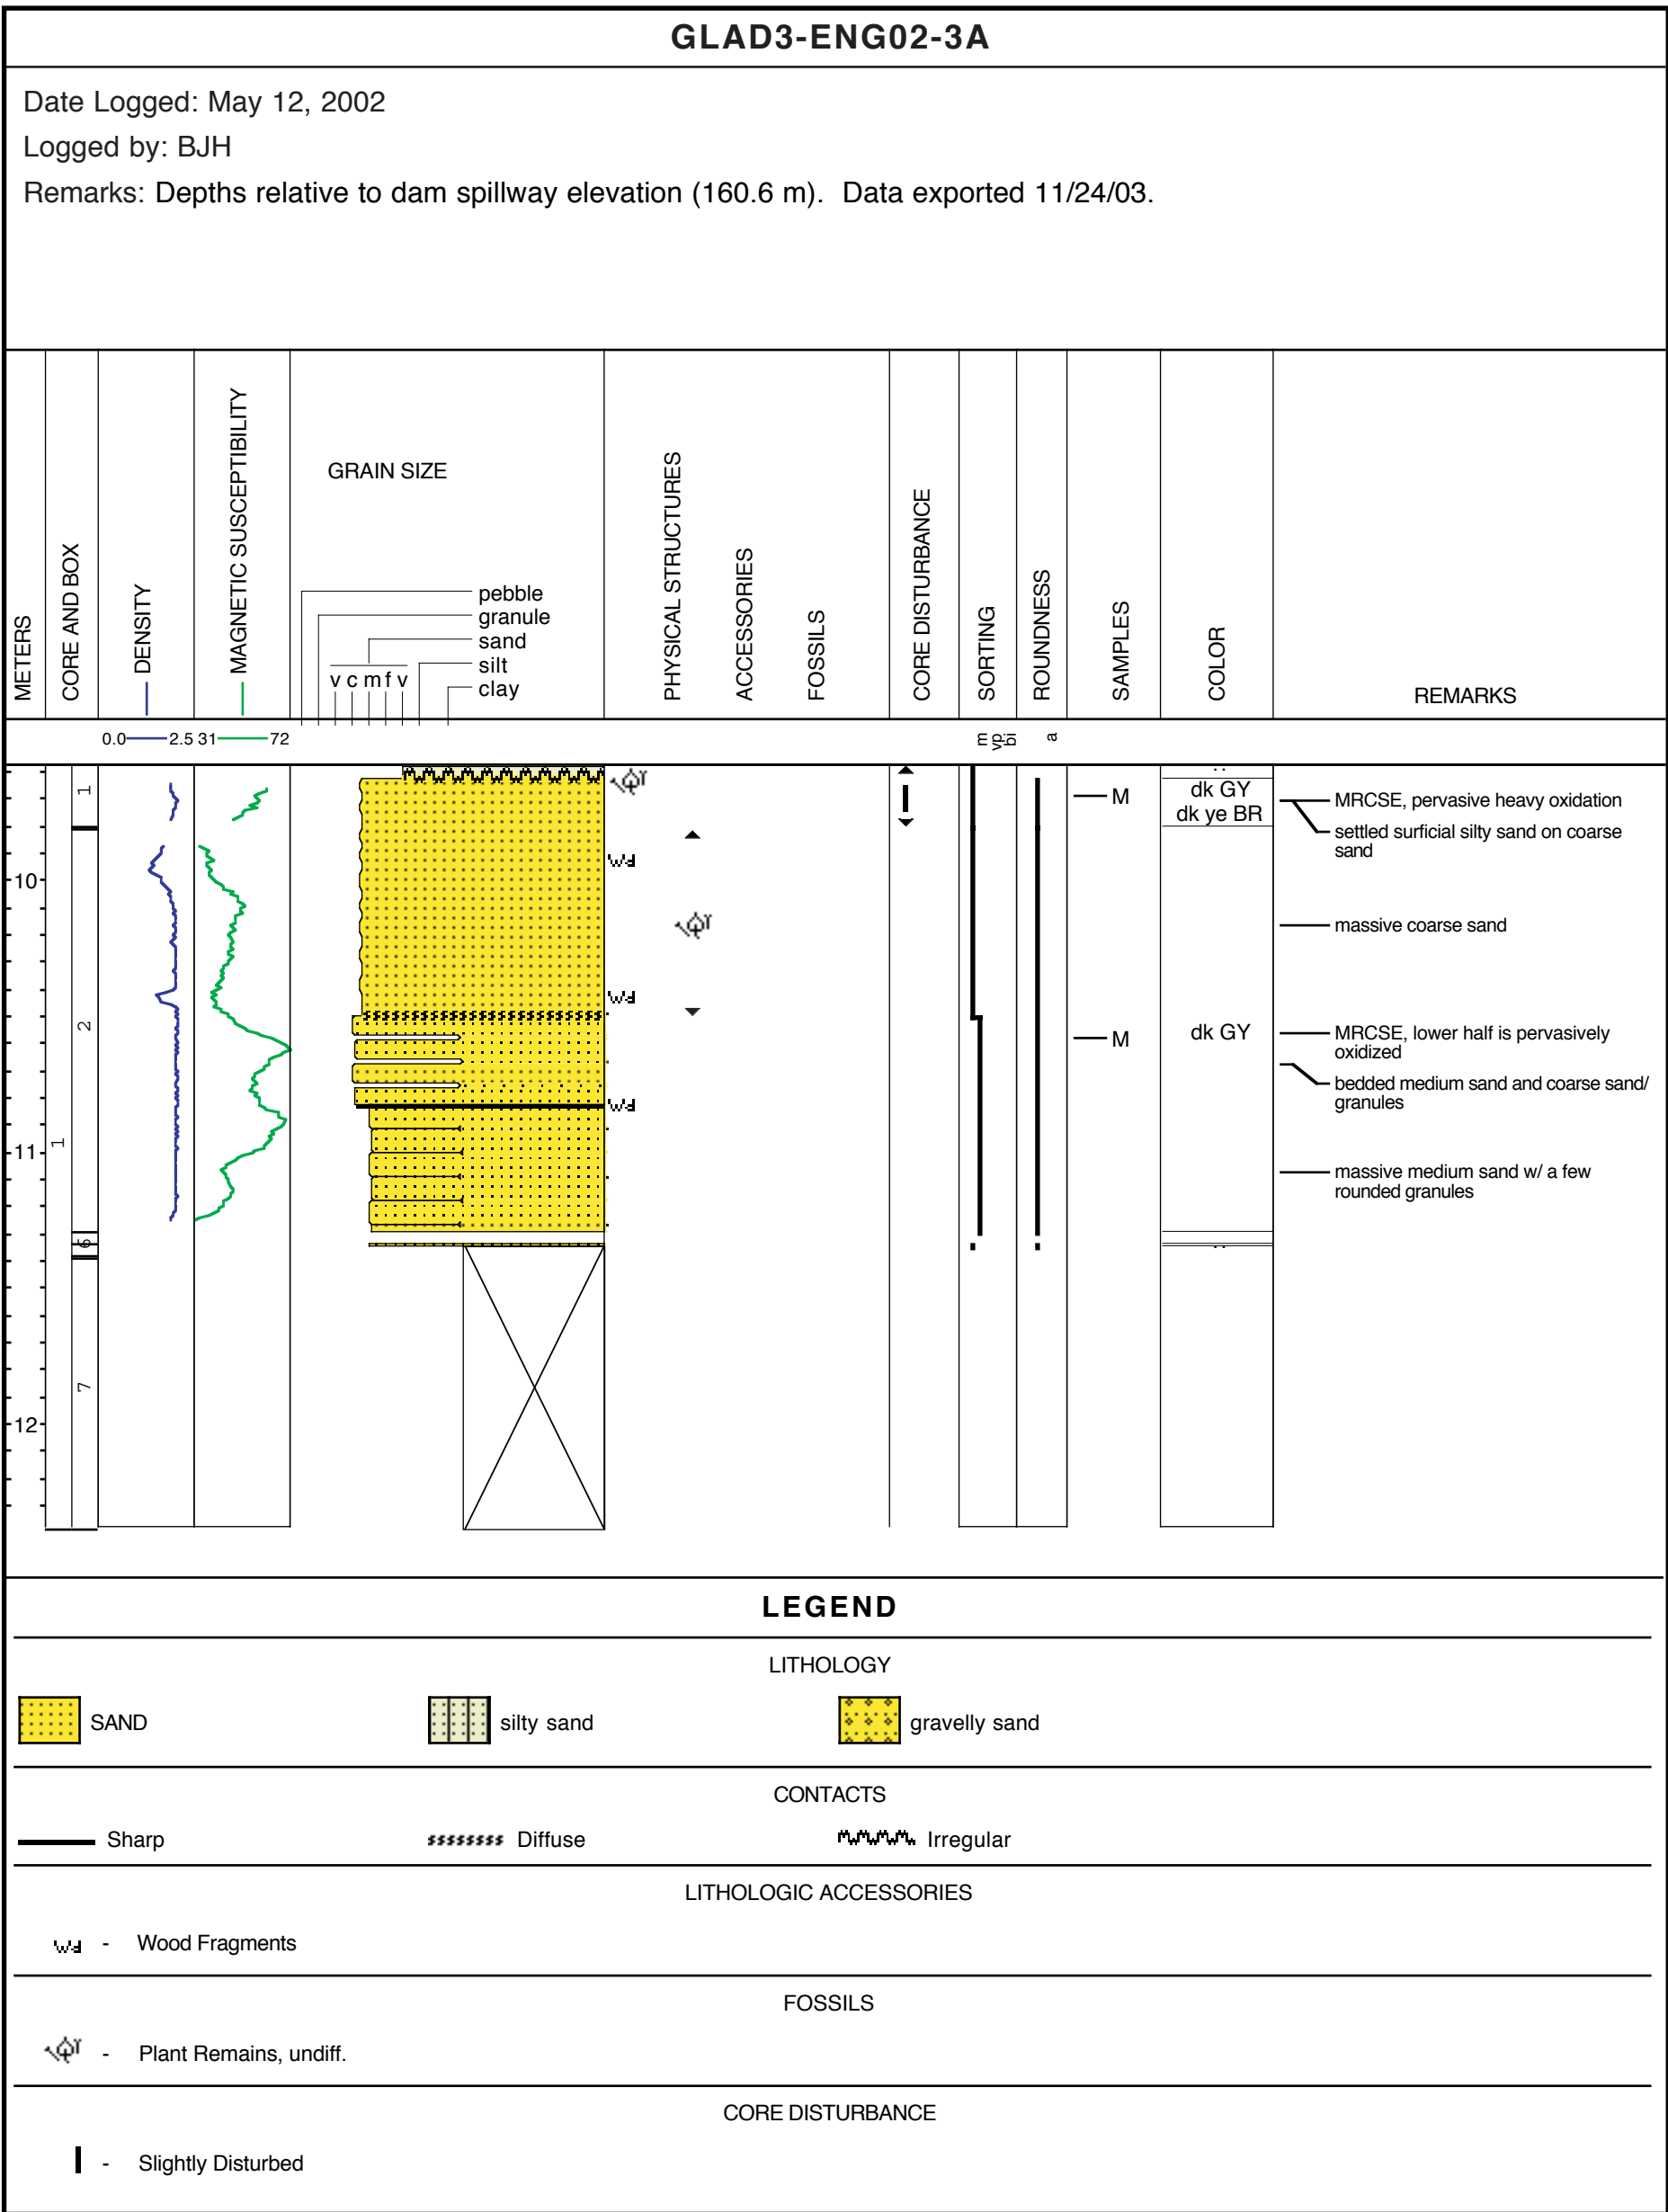 GLAD3-ENG02-3A
Date Logged: May 12, 2002
Logged by: BJH
Remarks: Depths relative to dam spillway elevation (160.6 m). Data exported 11/24/03.
METERS
CORE AND BOX
DENSITY
MAGNETIC SUSCEPTIBILITY
GRAIN SIZE
pebble
granule
sand
silt
clay
v c m f v
PHYSICAL STRUCTURES
ACCESSORIES
FOSSILS
CORE DISTURBANCE
SORTING
ROUNDNESS
SAMPLES
COLOR
REMARKS
0.0 2.5 31 72
m
vp
bi
a
1
dk GY
dk ye BR
M
MRCSE, pervasive heavy oxidation
settled surficial silty sand on coarse
sand
10
massive coarse sand
2
M
dk GY
MRCSE, lower half is pervasively
oxidized
bedded medium sand and coarse sand/
granules
11
1
massive medium sand w/ a few
rounded granules
6
7
12
LEGEND
LITHOLOGY
SAND
silty sand
gravelly sand
CONTACTS
Sharp
Diffuse
Irregular
LITHOLOGIC ACCESSORIES
- Wood Fragments
FOSSILS
- Plant Remains, undiff.
CORE DISTURBANCE
- Slightly Disturbed